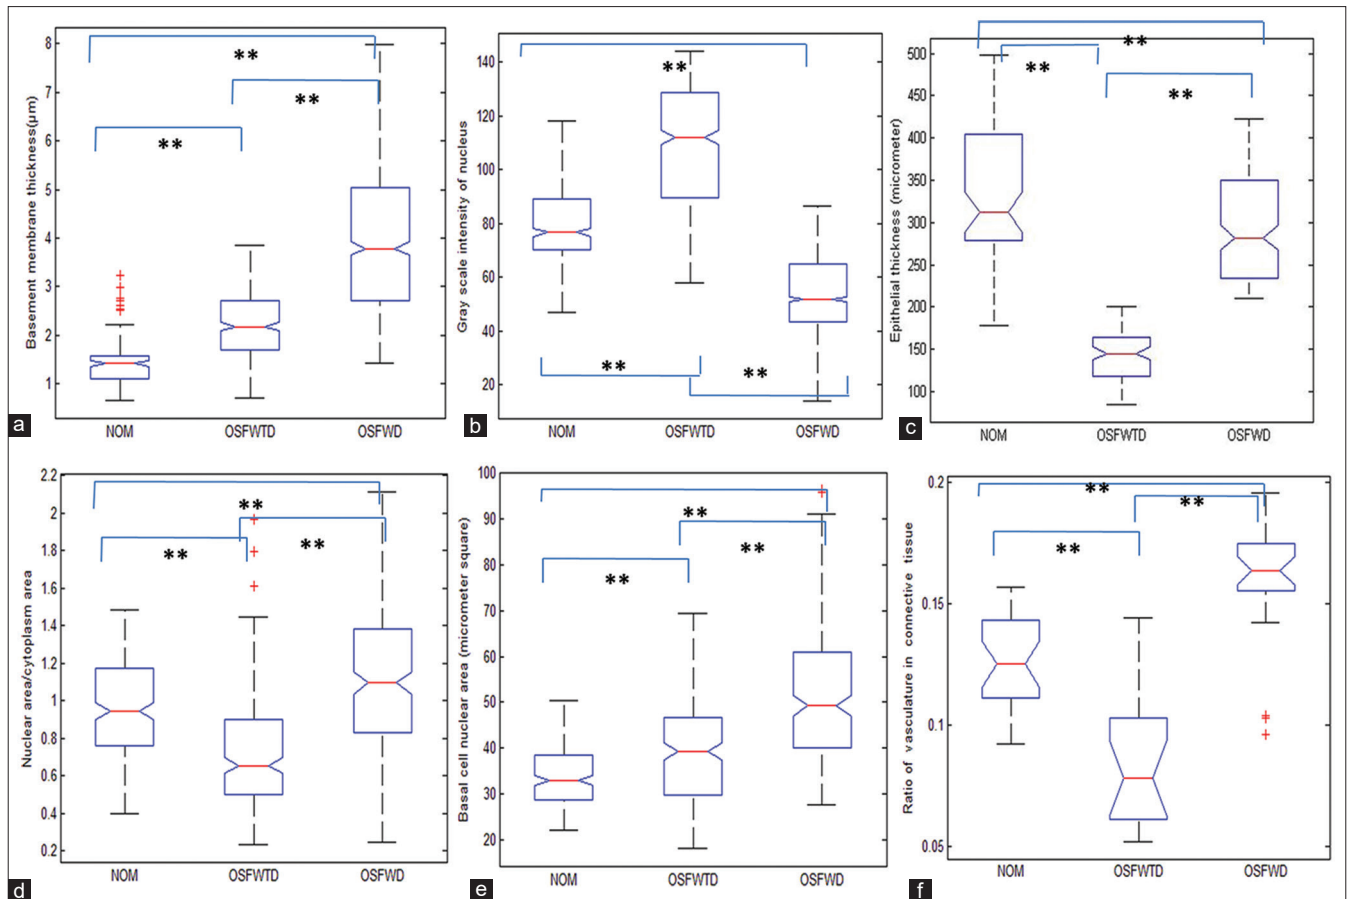 Basement membrane thickness(µm)
8
7
6
5
4
3
2
1
**
**
**
NOM
OSFWTD
OSFWD
a
Gray scale intensity of nucleus
140
120
100
80
60
40
20
**
**
**
NOM
OSFWTD
OSFWD
b
Epithelial thickness (micrometer)
500
450
400
350
300
250
200
150
100
**
**
**
NOM
OSFWTD
OSFWD
c
Nuclear area/cytoplasm area
2.2
2
1.8
1.6
1.4
1.2
1
0.8
0.6
0.4
0.2
**
**
**
NOM
OSFWTD
OSFWD
d
Basal cell nuclear area (micrometer square)
100
90
80
70
60
50
40
30
20
**
**
**
NOM
OSFWTD
OSFWD
e
Ratio of vasculature in connective tissue
0.2
0.15
0.1
0.05
**
**
**
NOM
OSFWTD
OSFWD
f